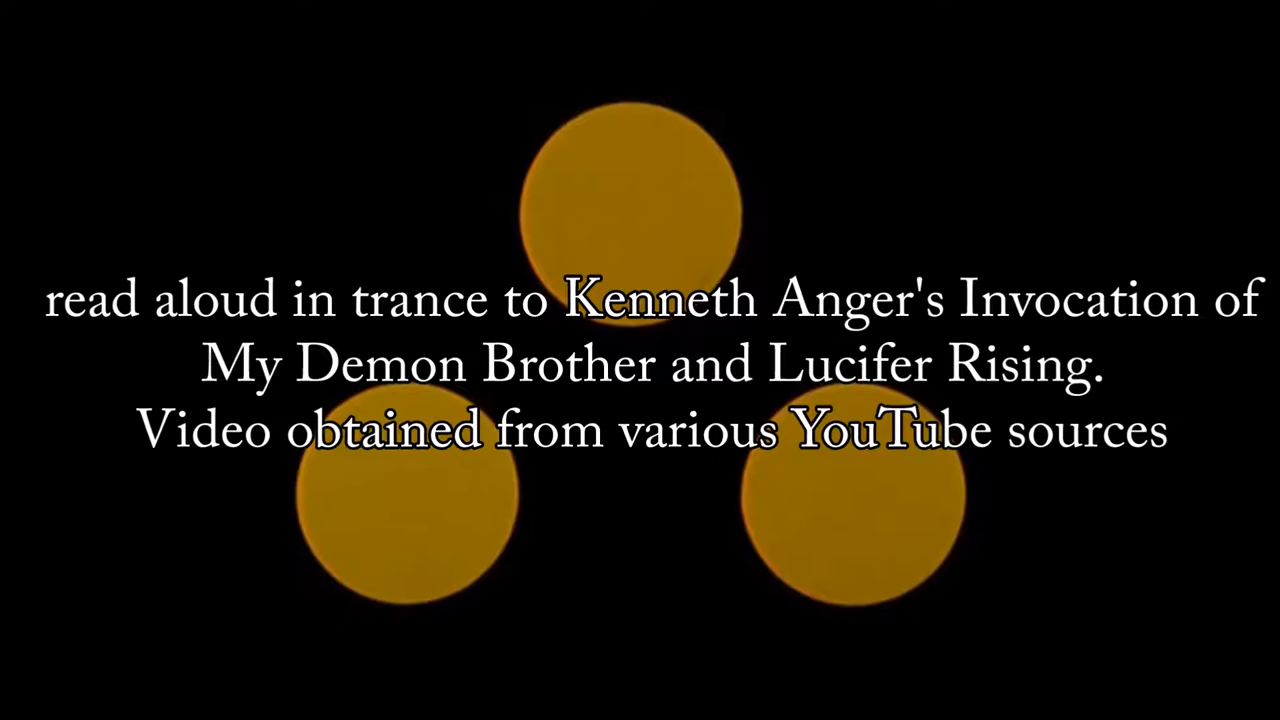 read aloud in trance to Kenneth Anger's Invocation of
My Demon Brother and Lucifer Rising.
Video obtained from various YouTube sources